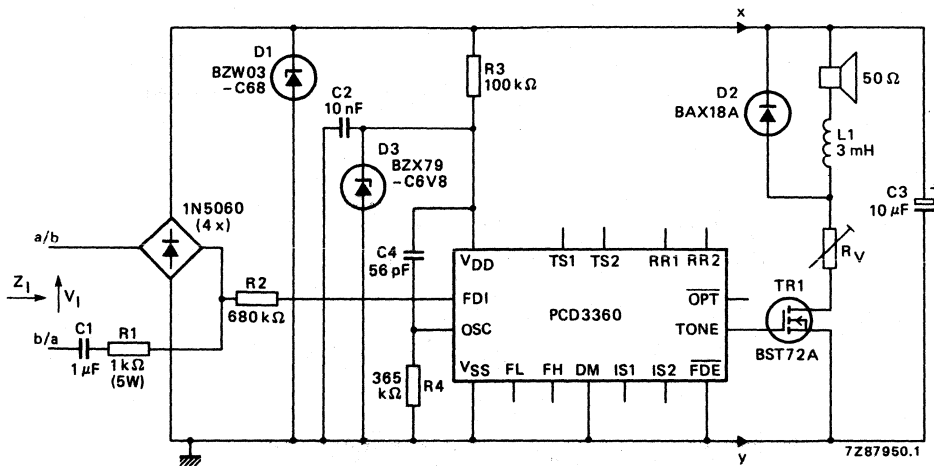 x
D1
BZW03
-C68
R3
100 kΩ
C2
10 nF
D2
BAX18A
50 Ω
D3
BZX79
-C6V8
L1
3 mH
C3
10 μF
+
1N5060
(4x)
a/b
C4
56 pF
VDD
TS1
TS2
RR1
RR2
RV
ZI
VI
R2
680 kΩ
FDI
PCD3360
OPT
TR1
OSC
TONE
BST72A
b/a
C1
1 μF
R1
1 kΩ
(5W)
365
kΩ
R4
VSS
FL
FH
DM
IS1
IS2
FDE
y
7Z87950.1